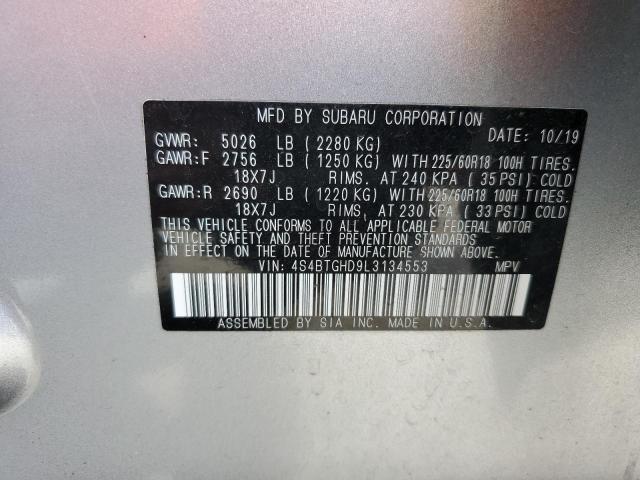 MFD BY SUBARU CORPORATION
DATE: 10/19
GVWR: 5026 LB (2280 KG)
GAWR:F 2756 LB (1250 KG) WITH 225/60R18 100H TIRES.
18X7J RIMS. AT 240 KPA (35 PSI) COLD
GAWR:R 2690 LB (1220 KG) WITH 225/60R18 100H TIRES.
18X7J RIMS, AT 230 KPA (33 PSI) COLD
THIS VEHICLE CONFORMS TO ALL APPLICABLE FEDERAL MOTOR
VEHICLE SAFETY AND THEFT PREVENTION STANDARDS
IN EFFECT ON THE DATE OF MANUFACTURE SHOWN ABOVE.
VIN: 4S4BTGHD9L3134553 MPV
ASSEMBLED BY SIA INC. MADE IN U.S.A.